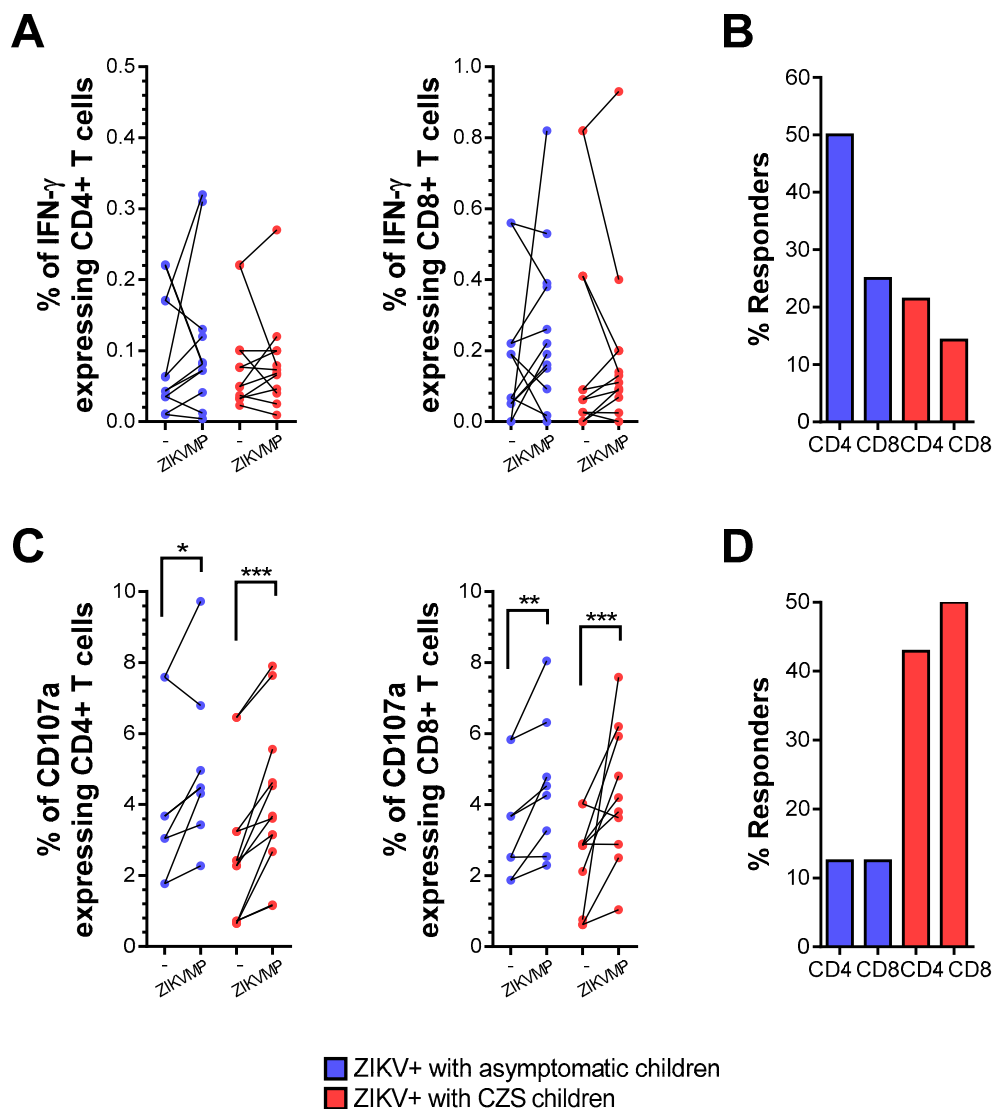 A
B
% of IFN-γ
expressing CD4+ T cells
0.5
0.4
0.3
0.2
0.1
0.0
-
ZIKVMP
-
ZIKVMP
% of IFN-γ
expressing CD8+ T cells
1.0
0.8
0.6
0.4
0.2
0.0
-
ZIKVMP
-
ZIKVMP
% Responders
60
50
40
30
20
10
0
CD4 CD8 CD4 CD8
C
D
% of CD107a
expressing CD4+ T cells
10
8
6
4
2
0
*
***
-
ZIKVMP
-
ZIKVMP
% of CD107a
expressing CD8+ T cells
10
8
6
4
2
0
**
***
-
ZIKVMP
-
ZIKVMP
% Responders
50
40
30
20
10
0
CD4 CD8 CD4 CD8
ZIKV+ with asymptomatic children
ZIKV+ with CZS children